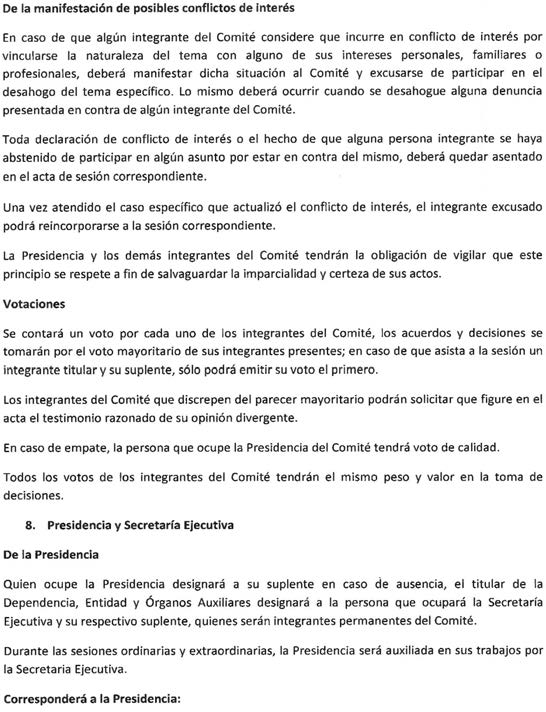 De la manifestación de posibles conflictos de interés
En caso de que algún integrante del Comité considere que incurre en conflicto de interés por
vincularse la naturaleza del tema con alguno de sus intereses personales, familiares o
profesionales, deberá manifestar dicha situación al Comité y excusarse de participar en el
desahogo del tema específico. Lo mismo deberá ocurrir cuando se desahogue alguna denuncia
presentada en contra de algún integrante del Comité.
Toda declaración de conflicto de interés o el hecho de que alguna persona integrante se haya
abstenido de participar en algún asunto por estar en contra del mismo, deberá quedar asentado
en el acta de sesión correspondiente.
Una vez atendido el caso específico que actualizó el conflicto de interés, el integrante excusado
podrá reincorporarse a la sesión correspondiente.
La Presidencia y los demás integrantes del Comité tendrán la obligación de vigilar que este
principio se respete a fin de salvaguardar la imparcialidad y certeza de sus actos.
Votaciones
Se contará un voto por cada uno de los integrantes del Comité, los acuerdos y decisiones se
tomarán por el voto mayoritario de sus integrantes presentes; en caso de que asista a la sesión un
integrante titular y su suplente, sólo podrá emitir su voto el primero.
Los integrantes del Comité que discrepen del parecer mayoritario podrán solicitar que figure en el
acta el testimonio razonado de su opinión divergente.
En caso de empate, la persona que ocupe la Presidencia del Comité tendrá voto de calidad.
Todos los votos de los integrantes del Comité tendrán el mismo peso y valor en la toma de
decisiones.
8. Presidencia y Secretaría Ejecutiva
De la Presidencia
Quien ocupe la Presidencia designará a su suplente en caso de ausencia, el titular de la
Dependencia, Entidad y Órganos Auxiliares designará a la persona que ocupará la Secretaría
Ejecutiva y su respectivo suplente, quienes serán integrantes permanentes del Comité.
Durante las sesiones ordinarias y extraordinarias, la Presidencia será auxiliada en sus trabajos por
la Secretaria Ejecutiva.
Corresponderá a la Presidencia: